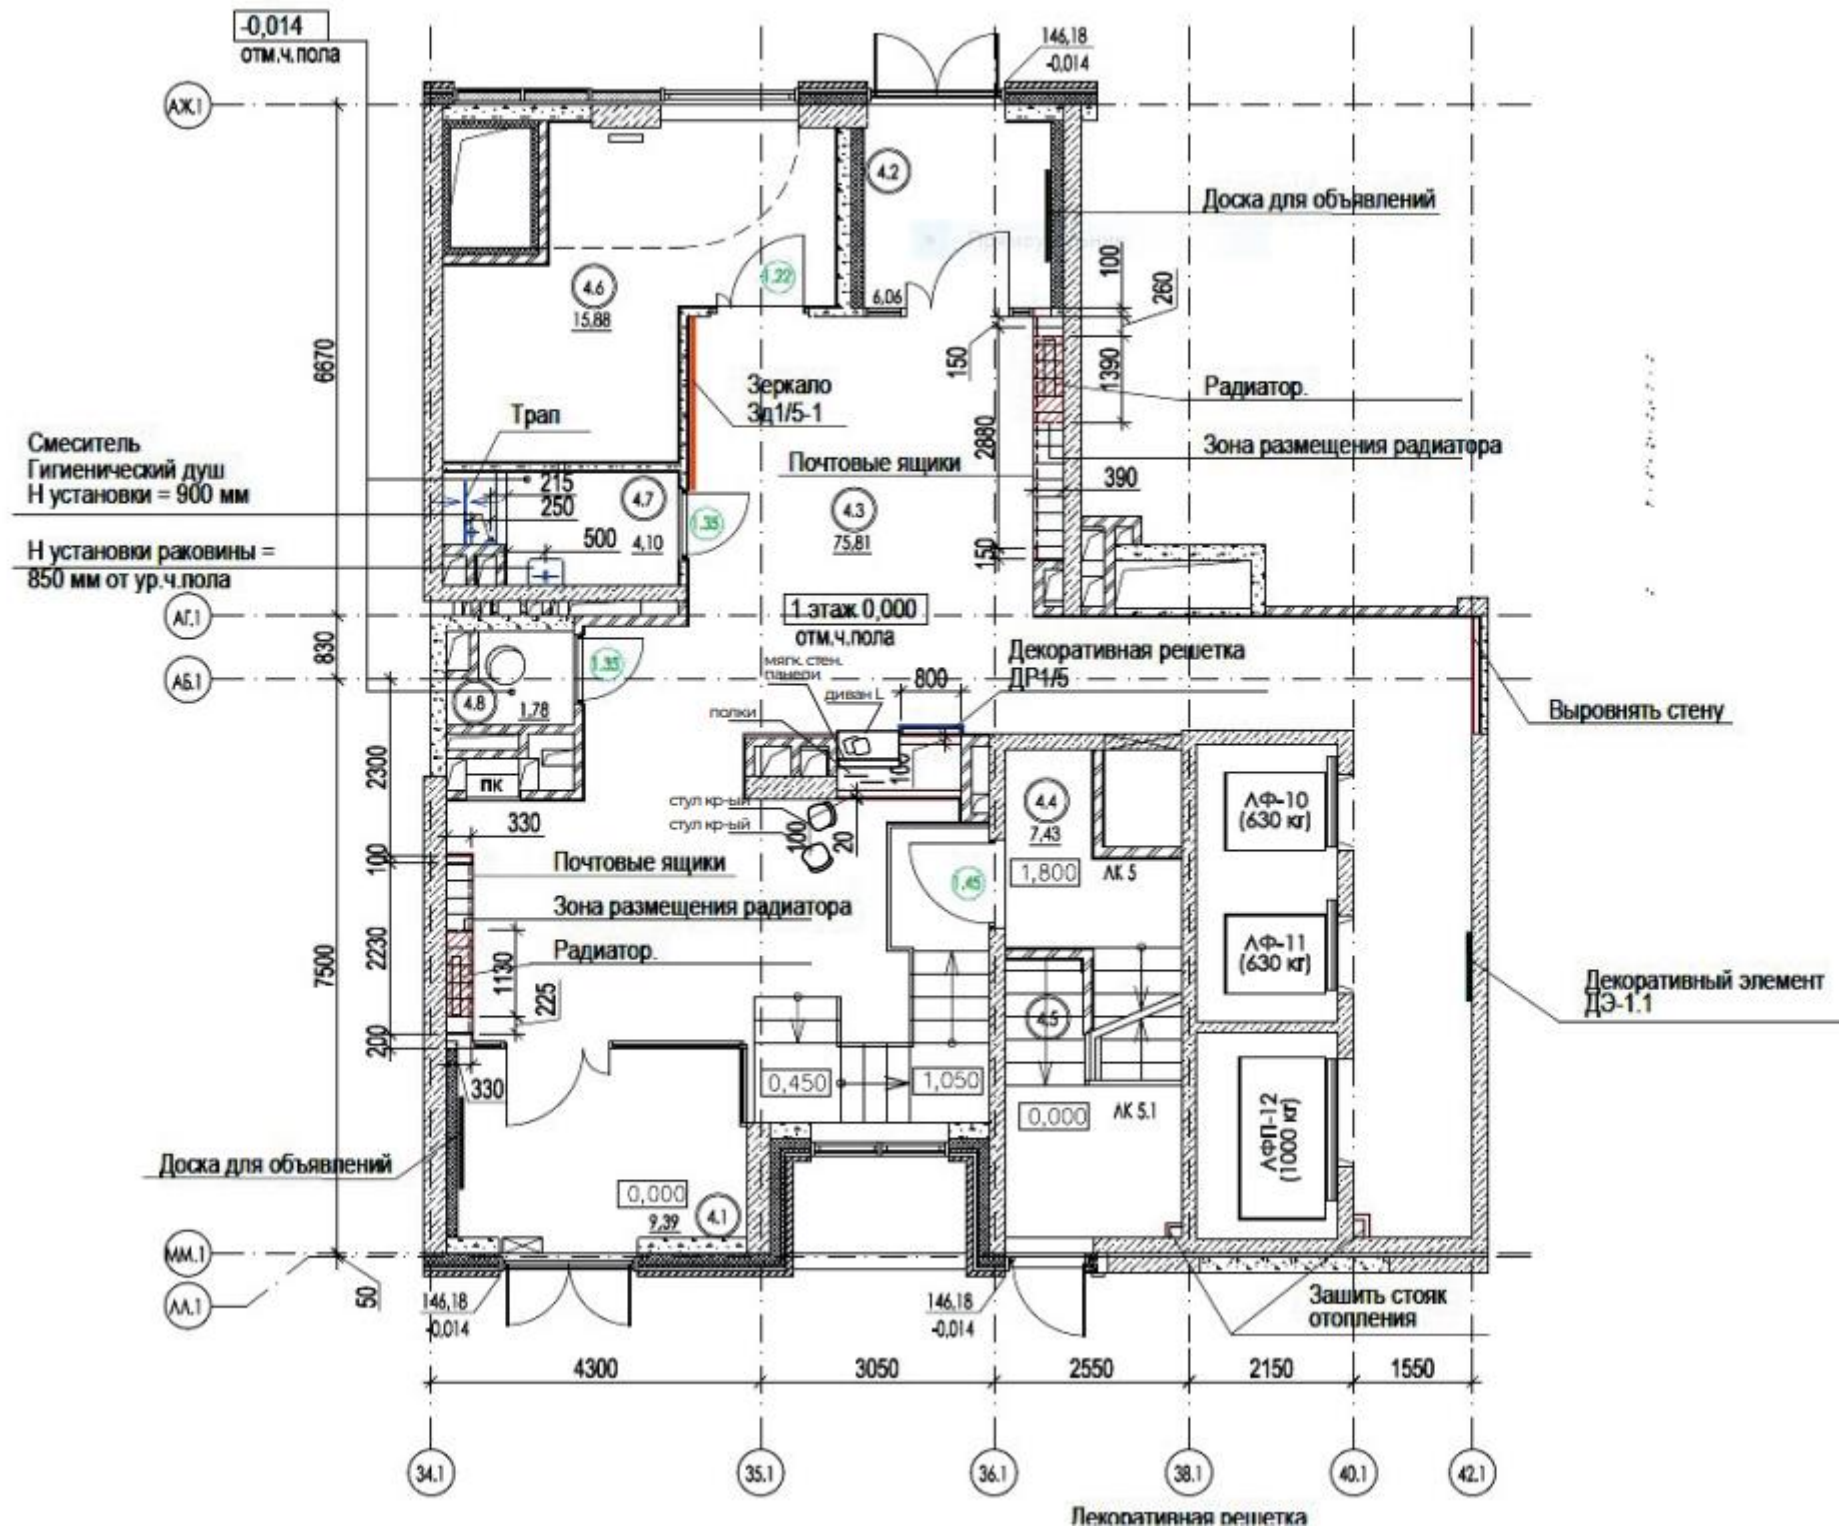 -0,014
отм.ч.пола
146,18
-0,014
АЖ.1
4.2
Доска для объявлений
1.22
4.6
15,88
6,06
100
260
6670
150
1390
Зеркало
Зд1/5-1
Радиатор.
Трап
2880
Смеситель
Гигиенический душ
Н установки = 900 мм
Почтовые ящики
Зона размещения радиатора
215
250
4.7
390
4.3
75,81
1.35
500
4,10
150
Н установки раковины =
850 мм от ур.ч.пола
АГ.1
1 этаж 0,000
отм.ч.пола
830
1.35
Декоративная решетка
ДР1/5
мягк. стен.
панели
800
АБ.1
диван L
4.8
1,78
полки
Выровнять стену
2300
100
ПК
стул кр-ый
стул кр-ый
4.4
7,43
ЛФ-10
(630 кг)
330
100
20
100
Почтовые ящики
1,800
ЛК 5
1.45
Зона размещения радиатора
2230
7500
Радиатор.
1130
225
ЛФ-11
(630 кг)
Декоративный элемент
ДЭ-1.1
4.5
200
330
0,450
1,050
0,000
ЛК 5.1
ЛФП-12
(1000 кг)
Доска для объявлений
0,000
9,39
4.1
ММ.1
ЛЛ.1
50
146,18
-0,014
146,18
-0,014
Зашить стояк
отопления
4300
3050
2550
2150
1550
34.1
35.1
36.1
38.1
40.1
42.1
Декоративная решетка